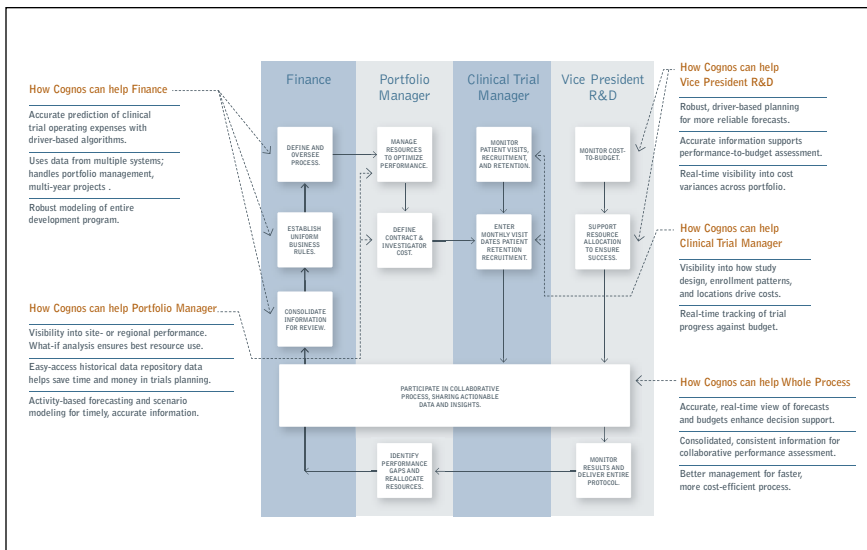 Finance
Portfolio
Manager
Clinical Trial
Manager
Vice President
R&D
How Cognos can help Finance
Accurate prediction of clinical
trial operating expenses with
driver-based algorithms.
Uses data from multiple systems;
handles portfolio management,
multi-year projects .
Robust modeling of entire
development program.
How Cognos can help Portfolio Manager
Visibility into site- or regional performance.
What-if analysis ensures best resource use.
Easy-access historical data repository data
helps save time and money in trials planning.
Activity-based forecasting and scenario
modeling for timely, accurate information.
DEFINE AND
OVERSEE
PROCESS.
MANAGE
RESOURCES
TO OPTIMIZE
PERFORMANCE.
MONITOR
PATIENT VISITS,
RECRUITMENT,
AND RETENTION.
MONITOR COST-
TO-BUDGET.
ESTABLISH
UNIFORM
BUSINESS
RULES.
DEFINE
CONTRACT &
INVESTIGATOR
COST.
ENTER
MONTHLY VISIT
DATES PATIENT
RETENTION
RECRUITMENT.
SUPPORT
RESOURCE
ALLOCATION
TO ENSURE
SUCCESS.
CONSOLIDATE
INFORMATION
FOR REVIEW.
PARTICIPATE IN COLLABORATIVE
PROCESS, SHARING ACTIONABLE
DATA AND INSIGHTS.
IDENTIFY
PERFORMANCE
GAPS AND
REALLOCATE
RESOURCES.
MONITOR
RESULTS AND
DELIVER ENTIRE
PROTOCOL.
How Cognos can help
Vice President R&D
Robust, driver-based planning
for more reliable forecasts.
Accurate information supports
performance-to-budget assessment.
Real-time visibility into cost
variances across portfolio.
How Cognos can help
Clinical Trial Manager
Visibility into how study
design, enrollment patterns,
and locations drive costs.
Real-time tracking of trial
progress against budget.
How Cognos can help Whole Process
Accurate, real-time view of forecasts
and budgets enhance decision support.
Consolidated, consistent information for
collaborative performance assessment.
Better management for faster,
more cost-efficient process.